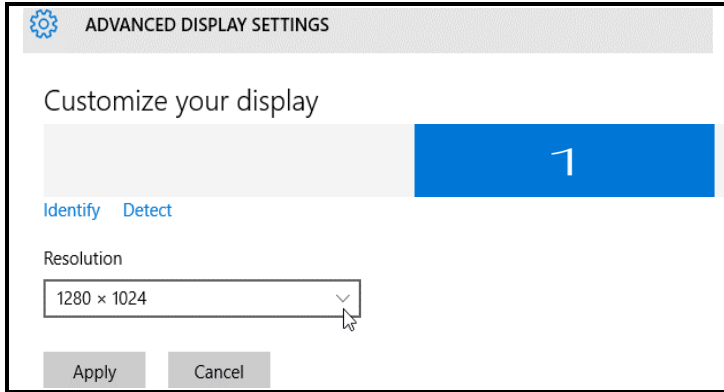 ADVANCED DISPLAY SETTINGS
Customize your display
1
Identify Detect
Resolution
1280 × 1024
Apply Cancel